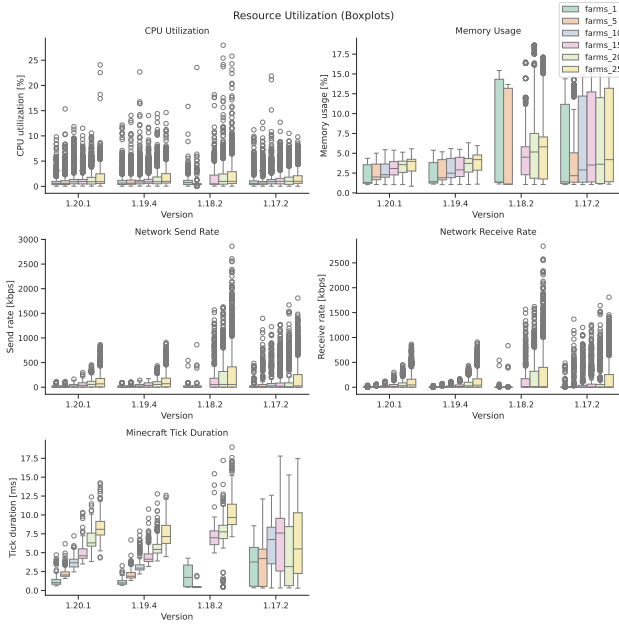 Resource Utilization (Boxplots)
CPU Utilization
CPU utilization [%]
25
20
15
10
5
0
1.20.1 1.19.4 1.18.2 1.17.2
Version
Memory Usage
Memory usage [%]
17.5
15.0
12.5
10.0
7.5
5.0
2.5
0.0
1.20.1 1.19.4 1.18.2 1.17.2
Version
farms_1
farms_5
farms_10
farms_15
farms_20
farms_25
Network Send Rate
Send rate [kbps]
3000
2500
2000
1500
1000
500
0
1.20.1 1.19.4 1.18.2 1.17.2
Version
Network Receive Rate
Receive rate [kbps]
2500
2000
1500
1000
500
0
1.20.1 1.19.4 1.18.2 1.17.2
Version
Minecraft Tick Duration
Tick duration [ms]
17.5
15.0
12.5
10.0
7.5
5.0
2.5
0.0
1.20.1 1.19.4 1.18.2 1.17.2
Version